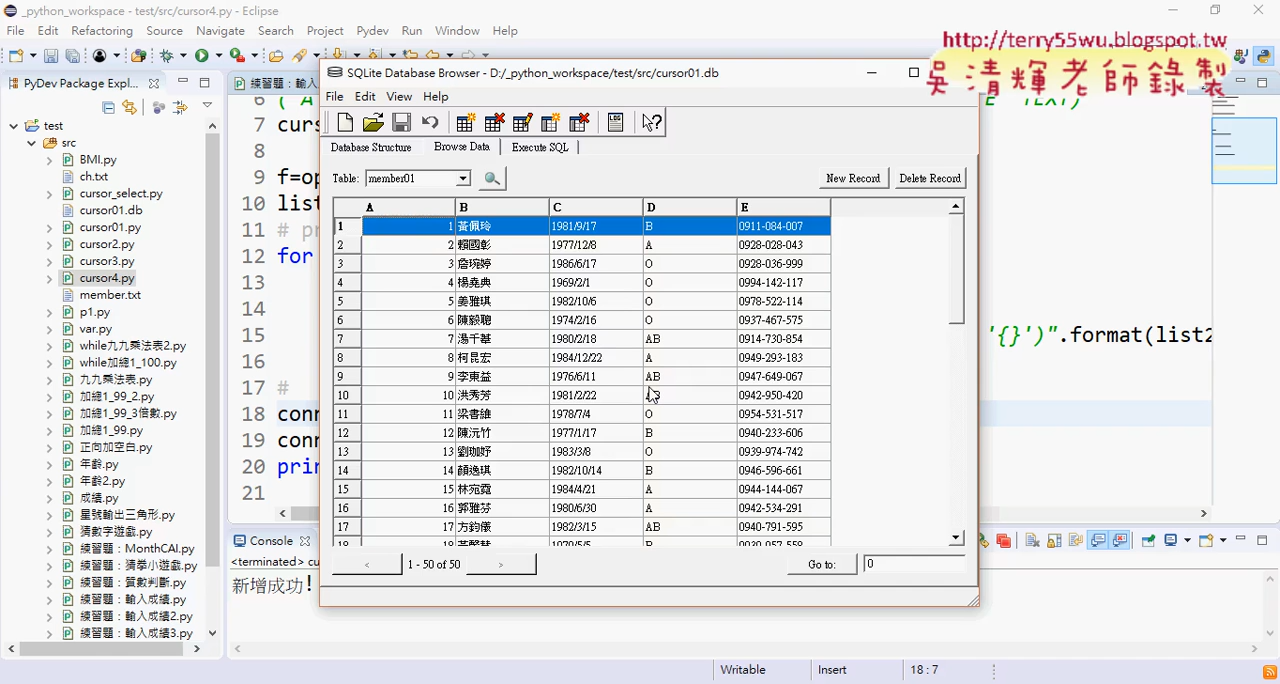 _python_workspace - test/src/cursor4.py - Eclipse
http://terry55wu.blogspot.tw
吳清輝老師錄製
File Edit Refactoring Source Navigate Search Project Pydev Run Window Help
PyDev Package Expl...
test
src
BMI.py
ch.txt
cursor_select.py
cursor01.db
cursor01.py
cursor2.py
cursor3.py
cursor4.py
member.txt
p1.py
var.py
while九九乘法表2.py
while加總1_100.py
九九乘法表.py
加總1_99_2.py
加總1_99_3倍數.py
加總1_99.py
正向加空白.py
年齡.py
年齡2.py
成績.py
星號輸出三角形.py
猜數字遊戲.py
練習題：MonthCAl.py
練習題：猜學小遊戲.py
練習題：質數判斷.py
練習題：輸入成績.py
練習題：輸入成績2.py
練習題：輸入成績3.py
練習題：輸入
6
7 curs
8
9 f=op
10 list
11 # pr
12 for
13
14
15 '{}')".format(list2
16
17 #
18 conn
19 conn
20 prin
21
SQLite Database Browser - D:/_python_workspace/test/src/cursor01.db
File Edit View Help
Database Structure Browse Data Execute SQL
Table: member01 New Record Delete Record
A B C D E
1 1 黃佩玲 1981/9/17 B 0911-084-007
2 2 賴國彰 1977/12/8 A 0928-028-043
3 3 詹琬婷 1986/6/17 O 0928-036-999
4 4 楊堯典 1969/2/1 O 0994-142-117
5 5 姜雅琪 1982/10/6 O 0978-522-114
6 6 陳毅聰 1974/2/16 O 0937-467-575
7 7 湯千慧 1980/2/18 AB 0914-730-854
8 8 柯昆宏 1984/12/22 A 0949-293-183
9 9 李東益 1976/6/11 AB 0947-649-067
10 10 洪秀芳 1981/2/22 0942-950-420
11 11 梁書維 1978/7/4 O 0954-531-517
12 12 陳沅竹 1977/1/17 B 0940-233-606
13 13 劉珈妤 1983/3/8 O 0939-974-742
14 14 顏逸琪 1982/10/14 B 0946-596-661
15 15 林宛霓 1984/4/21 A 0944-144-067
16 16 郭雅芬 1980/6/30 A 0942-534-291
17 17 方鈞儀 1982/3/15 AB 0940-791-595
< 1 - 50 of 50 > Go to: 0
Console
<terminated> cu
新增成功!
Writable Insert 18 : 7